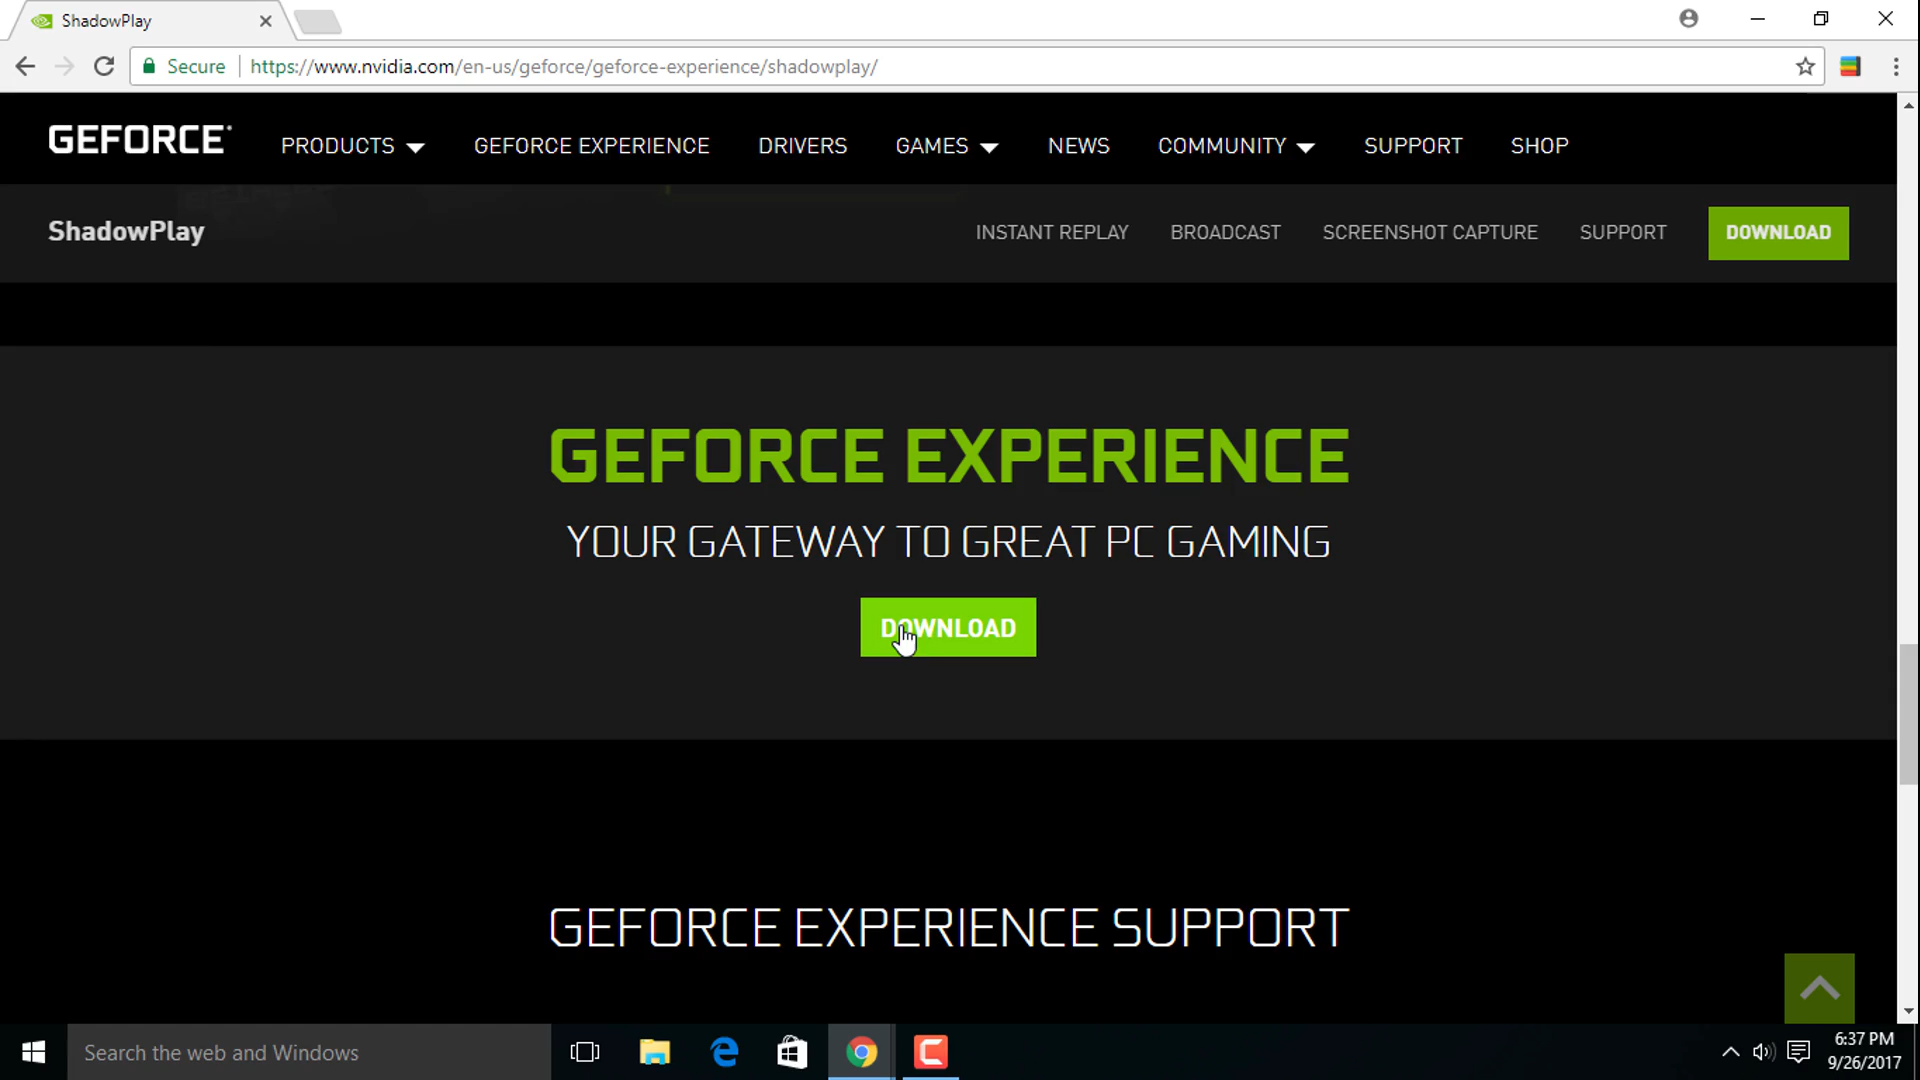 ShadowPlay
Secure https://www.nvidia.com/en-us/geforce/geforce-experience/shadowplay/
GEFORCE PRODUCTS GEFORCE EXPERIENCE DRIVERS GAMES NEWS COMMUNITY SUPPORT SHOP
ShadowPlay INSTANT REPLAY BROADCAST SCREENSHOT CAPTURE SUPPORT DOWNLOAD
GEFORCE EXPERIENCE
YOUR GATEWAY TO GREAT PC GAMING
DOWNLOAD
GEFORCE EXPERIENCE SUPPORT
Search the web and Windows
6:37 PM
9/26/2017